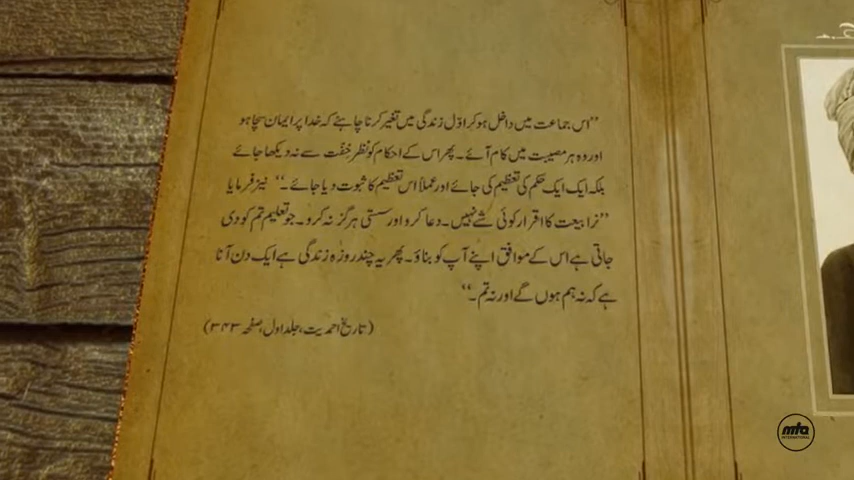 ”اس جماعت میں داخل ہوکر اوّل زندگی میں تغیر کرنا چاہئے کہ خدا پر ایمان سچا ہو
اور وہ ہر مصیبت میں کام آئے۔ پھر اس کے احکام کو نظر خفّت سے نہ دیکھا جائے
بلکہ ایک ایک حکم کی تعظیم کی جائے اور عملاً اس تعظیم کا ثبوت دیا جائے۔“ نیز فرمایا
”نرا بیعت کا اقرار کوئی شے نہیں۔ دعا کرو اور سستی ہرگز نہ کرو۔ جو تعلیم تم کو دی
جاتی ہے اس کے موافق اپنے آپ کو بناؤ۔ پھر یہ چند روزہ زندگی ہے ایک دن آنا
ہے کہ نہ ہم ہوں گے اور نہ تم۔“
(تاریخ احمدیت، جلد اول، صفحہ ۳۴۳)
mta
INTERNATIONAL